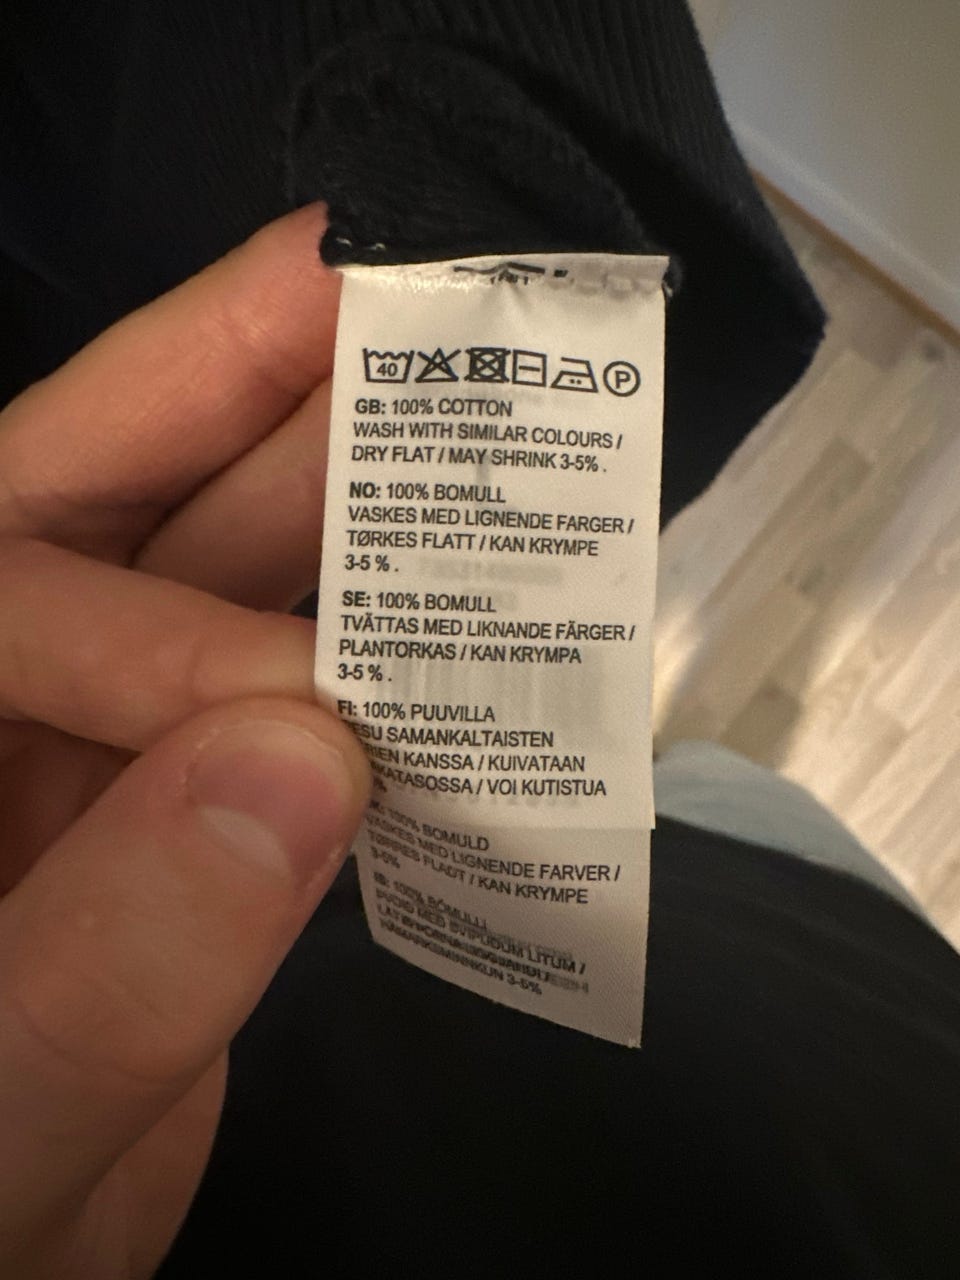 40 P
GB: 100% COTTON
WASH WITH SIMILAR COLOURS /
DRY FLAT / MAY SHRINK 3-5% .
NO: 100% BOMULL
VASKES MED LIGNENDE FARGER /
TØRKES FLATT / KAN KRYMPE
3-5 % .
SE: 100% BOMULL
TVÄTTAS MED LIKNANDE FÄRGER /
PLANTORKAS / KAN KRYMPA
3-5 % .
FI: 100% PUUVILLA
SAMANKALTAISTEN
KANSSA / KUIVATAAN
/ VOI KUTISTUA
100% BOMULD
VASKES MED LIGNENDE FARVER /
TØRRES FLADT / KAN KRYMPE
3-5%
IS: 100% BÓMULL
MED SVIPUÐUM LITUM /
3-5%